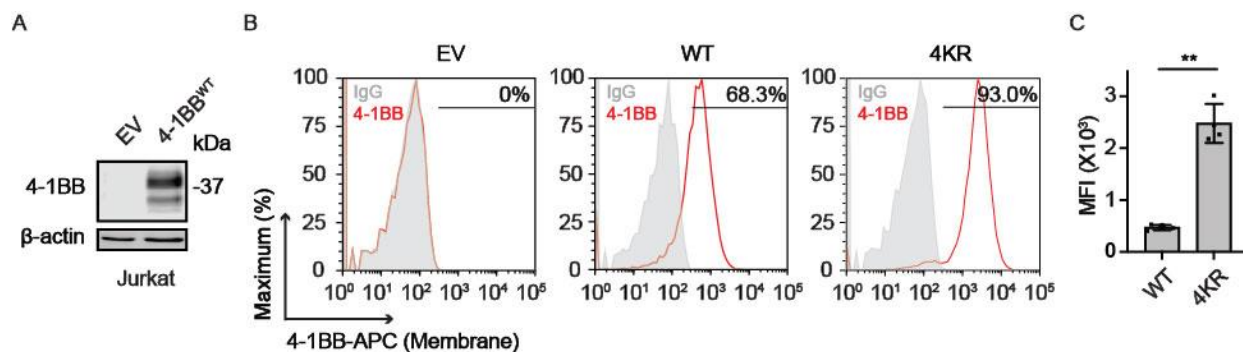 A
EV
4-1BB^WT
kDa
4-1BB
-37
β-actin
Jurkat
B
EV
IgG
4-1BB
0%
100
75
50
25
0
10^0 10^1 10^2 10^3 10^4 10^5
WT
IgG
4-1BB
68.3%
100
75
50
25
0
10^0 10^1 10^2 10^3 10^4 10^5
4KR
IgG
4-1BB
93.0%
100
75
50
25
0
10^0 10^1 10^2 10^3 10^4 10^5
Maximum (%)
4-1BB-APC (Membrane)
C
**
MFI (X10³)
3
2
1
0
WT
4KR